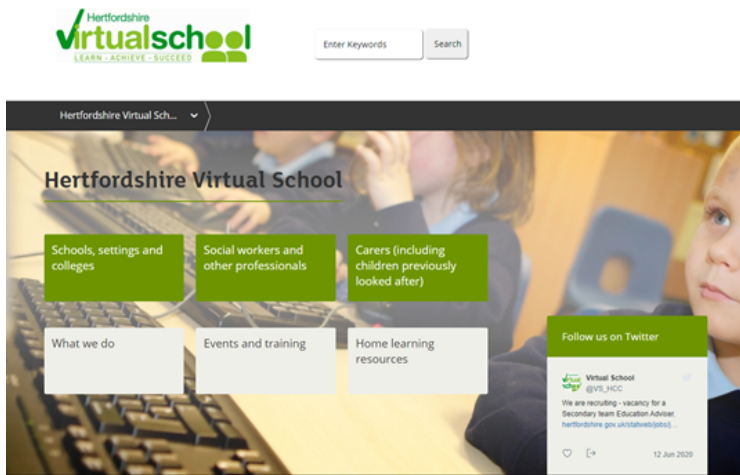 Hertfordshire
virtualschool
LEARN - ACHIEVE - SUCCEED
Enter Keywords
Search
Hertfordshire Virtual Sch...
Hertfordshire Virtual School
Schools, settings and
colleges
Social workers and
other professionals
Carers (including
children previously
looked after)
What we do
Events and training
Home learning
resources
Follow us on Twitter
Virtual School
@VS_HCC
We are recruiting - vacancy for a
Secondary team Education Adviser.
hertfordshire.gov.uk/statweb/jobs/j...
12 Jun 2020